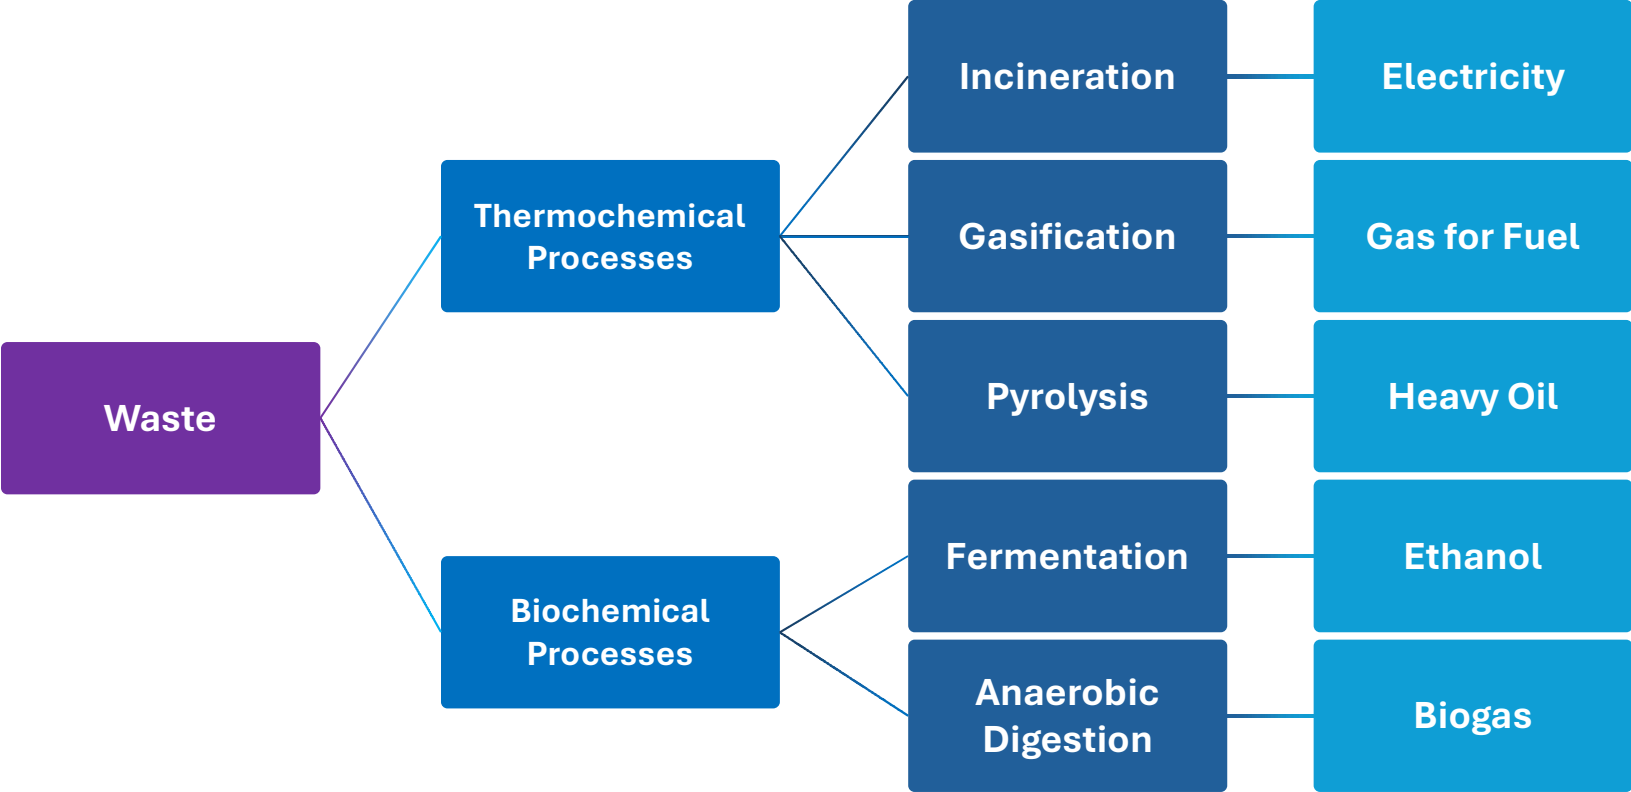 Waste
Thermochemical
Processes
Biochemical
Processes
Incineration
Gasification
Pyrolysis
Fermentation
Anaerobic
Digestion
Electricity
Gas for Fuel
Heavy Oil
Ethanol
Biogas